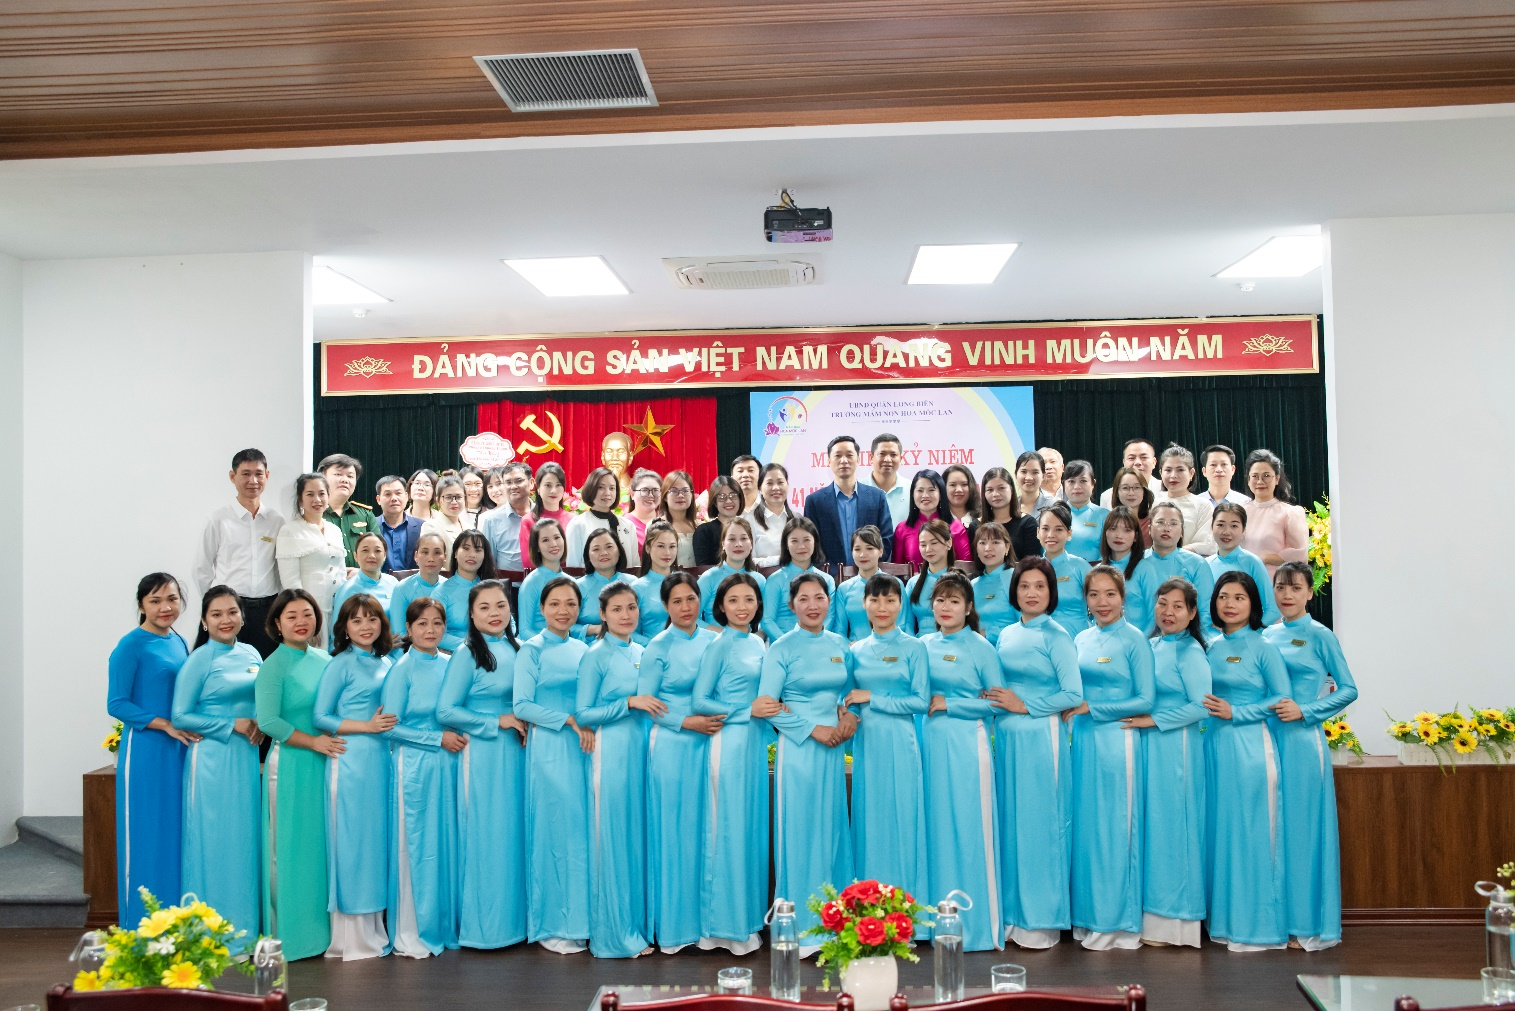 ĐẢNG CỘNG SẢN VIỆT NAM QUANG VINH MUÔN NĂM
UBND QUẬN LONG BIÊN
TRƯỜNG MẦM NON HOA MỘC LAN
KỶ NIỆM
41